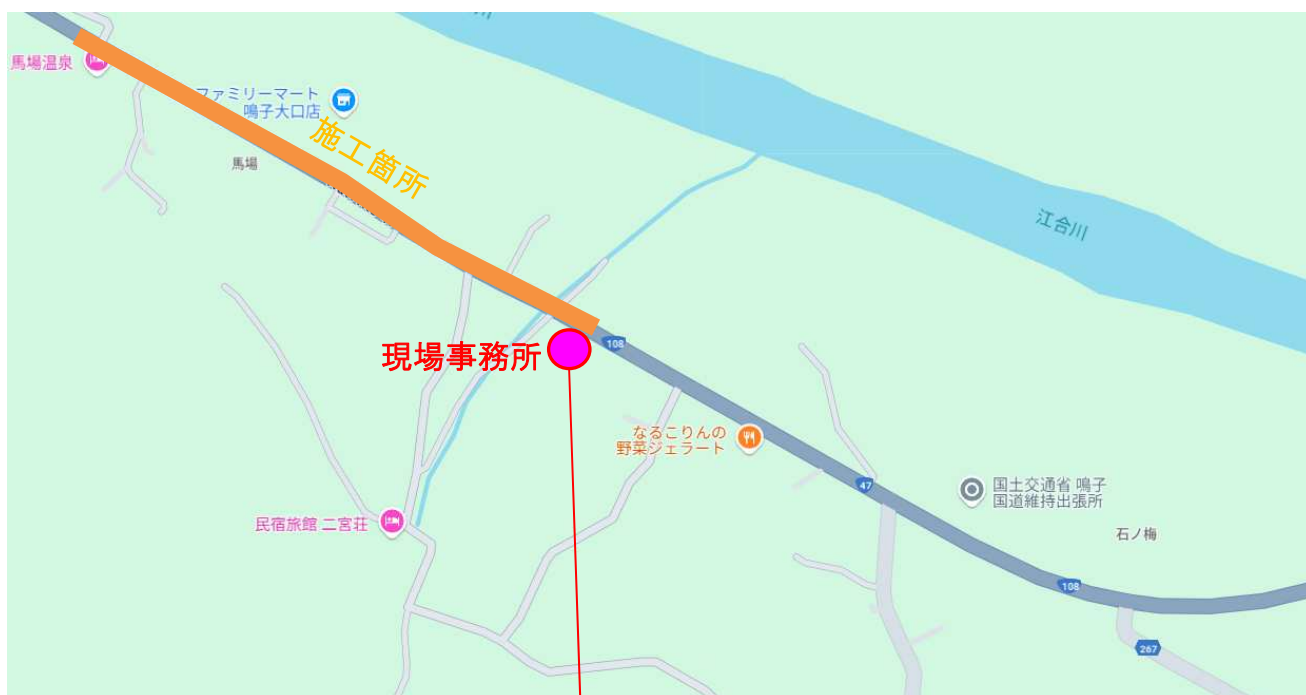 川
馬場温泉
ファミリーマート
鳴子大口店
施工箇所
馬場
江合川
現場事務所
108
なるこりんの
野菜ジェラート
47
国土交通省 鳴子
国道維持出張所
民宿旅館 二宮荘
石ノ梅
108
267